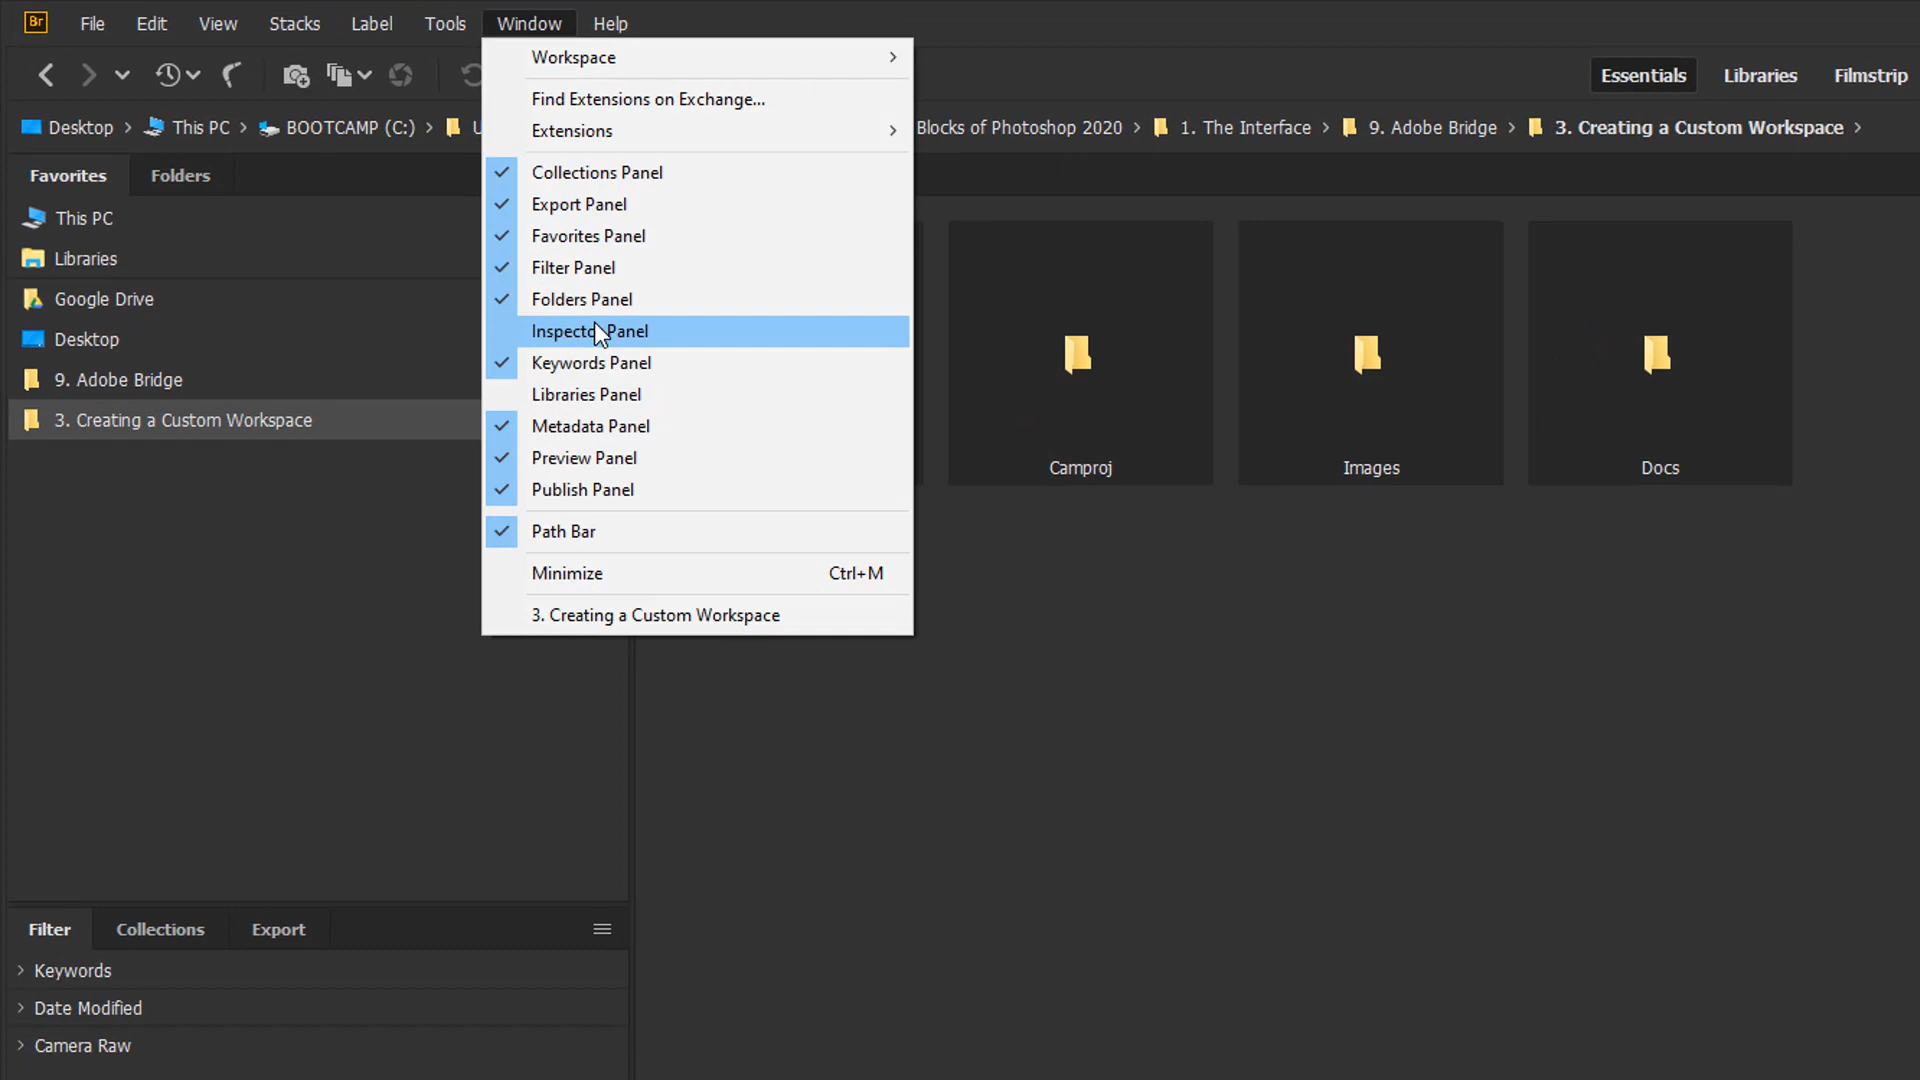 Br File Edit View Stacks Label Tools Window Help
Essentials Libraries Filmstrip
Desktop This PC BOOTCAMP (C:) Blocks of Photoshop 2020 1. The Interface 9. Adobe Bridge 3. Creating a Custom Workspace
Favorites Folders
This PC
Libraries
Google Drive
Desktop
9. Adobe Bridge
3. Creating a Custom Workspace
Workspace
Find Extensions on Exchange...
Extensions
Collections Panel
Export Panel
Favorites Panel
Filter Panel
Folders Panel
Inspector Panel
Keywords Panel
Libraries Panel
Metadata Panel
Preview Panel
Publish Panel
Path Bar
Minimize Ctrl+M
3. Creating a Custom Workspace
Camproj Images Docs
Filter Collections Export
Keywords
Date Modified
Camera Raw